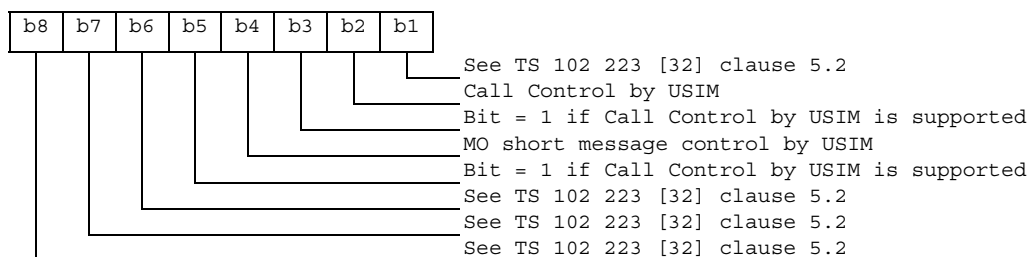 b8 b7 b6 b5 b4 b3 b2 b1
See TS 102 223 [32] clause 5.2
Call Control by USIM
Bit = 1 if Call Control by USIM is supported
MO short message control by USIM
Bit = 1 if Call Control by USIM is supported
See TS 102 223 [32] clause 5.2
See TS 102 223 [32] clause 5.2
See TS 102 223 [32] clause 5.2